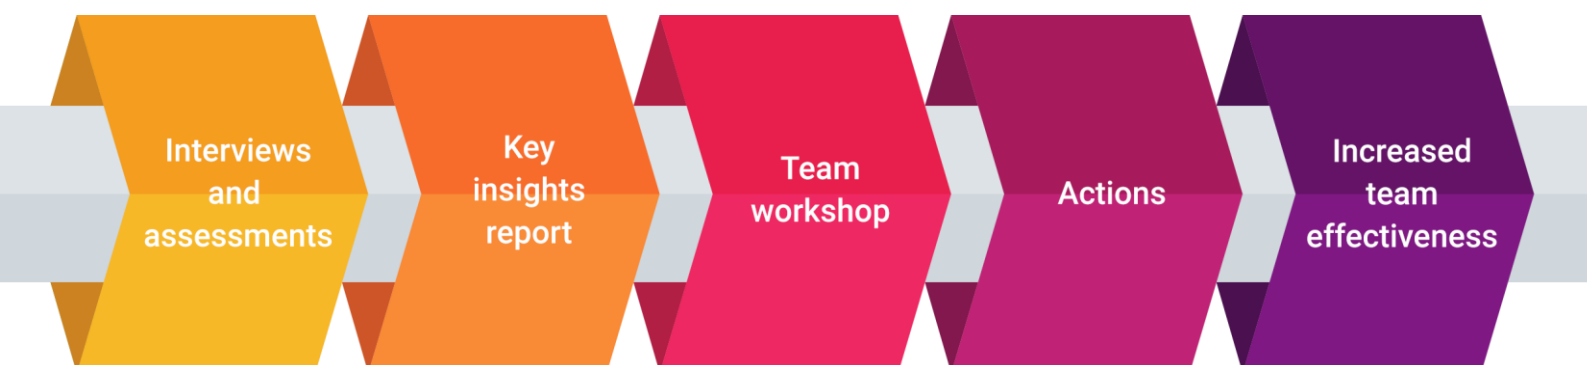 Interviews
and
assessments
Key
insights
report
Team
workshop
Actions
Increased
team
effectiveness